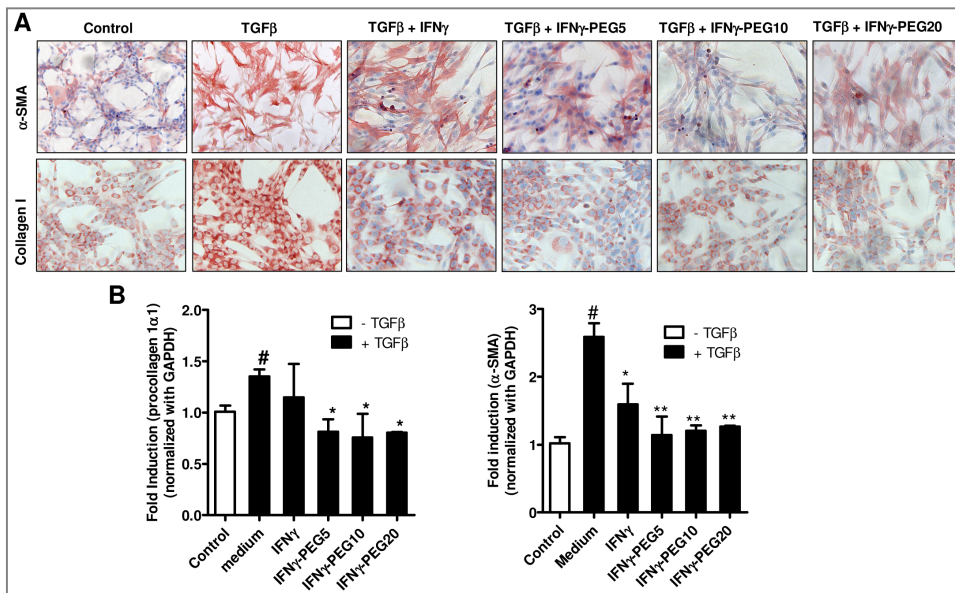 A
Control
TGFβ
TGFβ + IFNγ
TGFβ + IFNγ-PEG5
TGFβ + IFNγ-PEG10
TGFβ + IFNγ-PEG20
α-SMA
Collagen I
B
Fold Induction (procollagen 1α1)
(normalized with GAPDH)
2.0
1.5
1.0
0.5
0.0
- TGFβ
+ TGFβ
#
*
*
*
Control
medium
IFNγ
IFNγ-PEG5
IFNγ-PEG10
IFNγ-PEG20
Fold induction (α-SMA)
(normalized with GAPDH)
3
2
1
0
- TGFβ
+ TGFβ
#
*
**
**
**
Control
Medium
IFNγ
IFNγ-PEG5
IFNγ-PEG10
IFNγ-PEG20